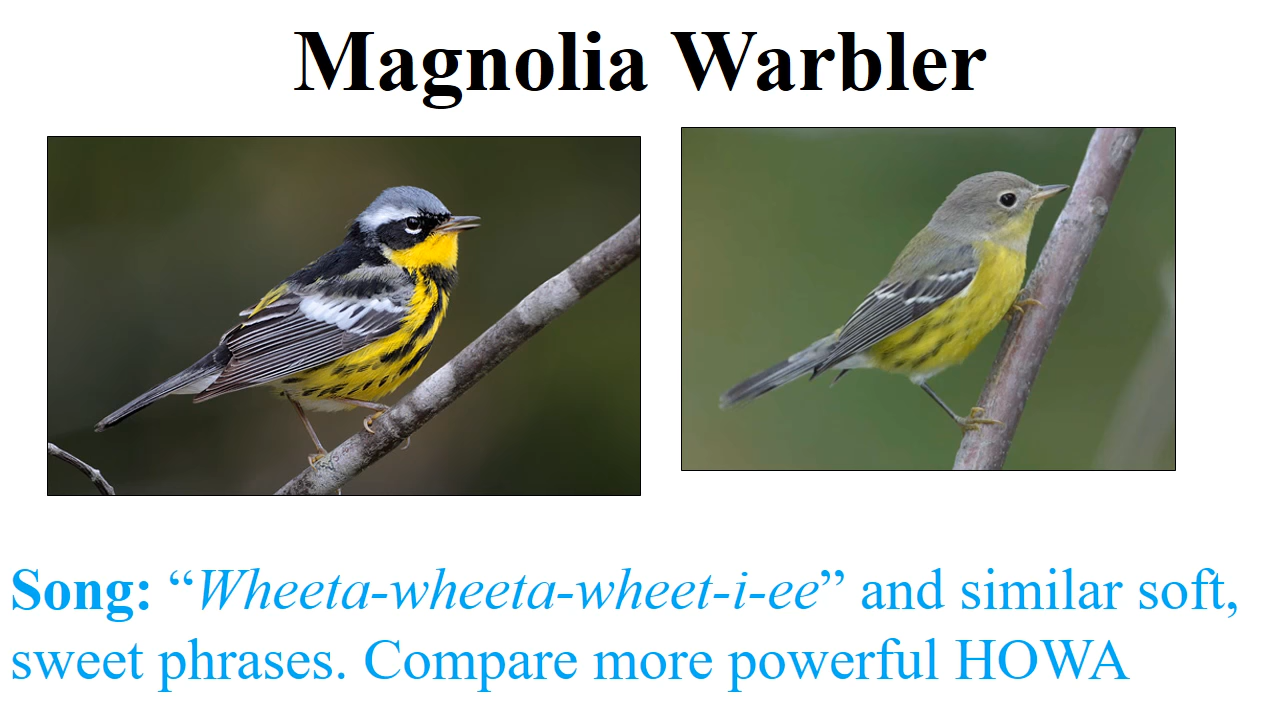 Magnolia Warbler
Song: “Wheeta-wheeta-wheet-i-ee” and similar soft,
sweet phrases. Compare more powerful HOWA